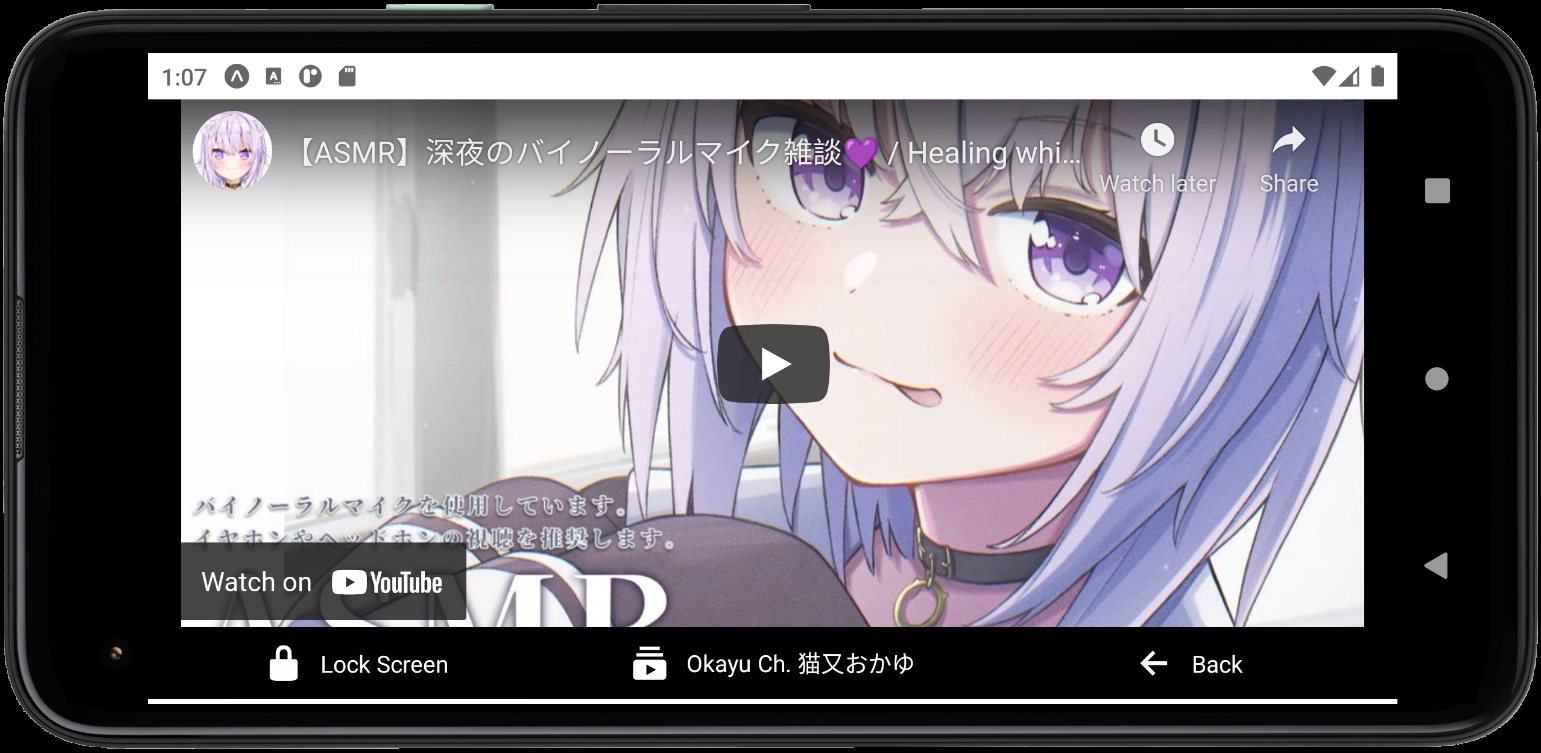 1:07
【ASMR】深夜のバイノーラルマイク雑談💜 / Healing whi...
Watch later
Share
バイノーラルマイクを使用しています。
イヤホンやヘッドホンの視聴を推奨します。
ASMR
Watch on YouTube
Lock Screen
Okayu Ch. 猫又おかゆ
Back